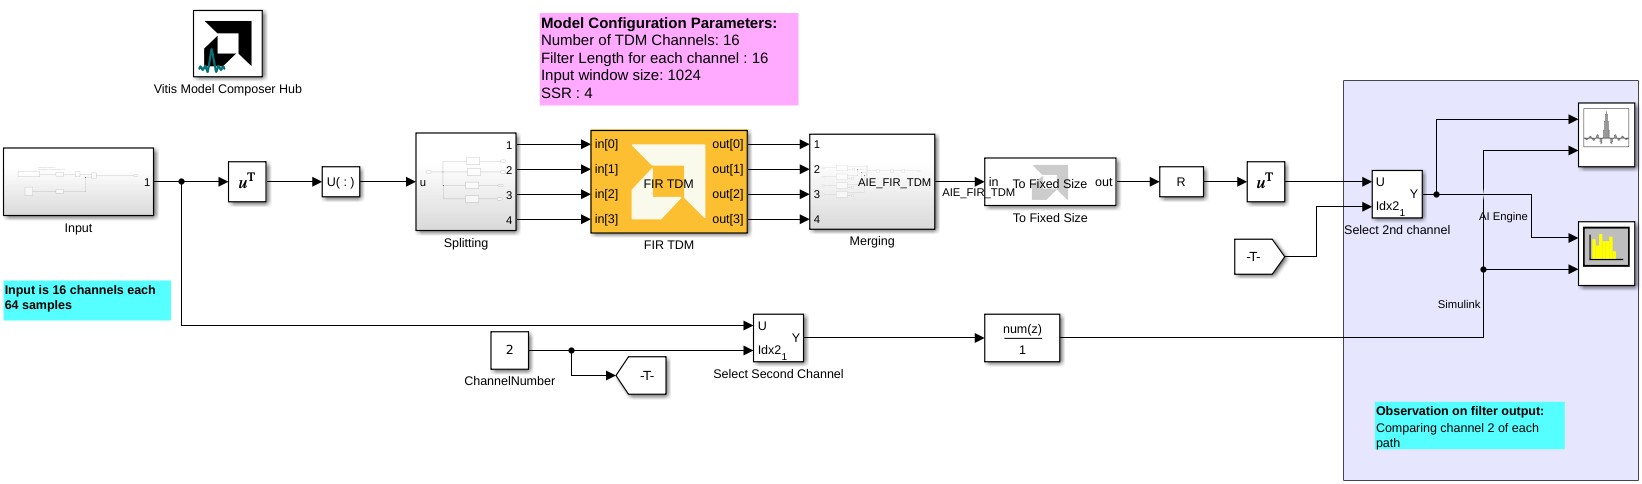 Model Configuration Parameters:
Number of TDM Channels: 16
Filter Length for each channel : 16
Input window size: 1024
SSR : 4
Vitis Model Composer Hub
1
Input
u^T
U( : )
u
1
2
3
4
Splitting
in[0]
in[1]
in[2]
in[3]
FIR TDM
out[0]
out[1]
out[2]
out[3]
FIR TDM
1
2
3
4
AIE_FIR_TDM
Merging
AIE_FIR_TDM
in
To Fixed Size
out
To Fixed Size
R
u^T
U
Idx2
1
Y
Select 2nd channel
-T-
AI Engine
Simulink
Input is 16 channels each
64 samples
2
ChannelNumber
-T-
U
Idx2
1
Y
Select Second Channel
num(z)
1
Observation on filter output:
Comparing channel 2 of each
path